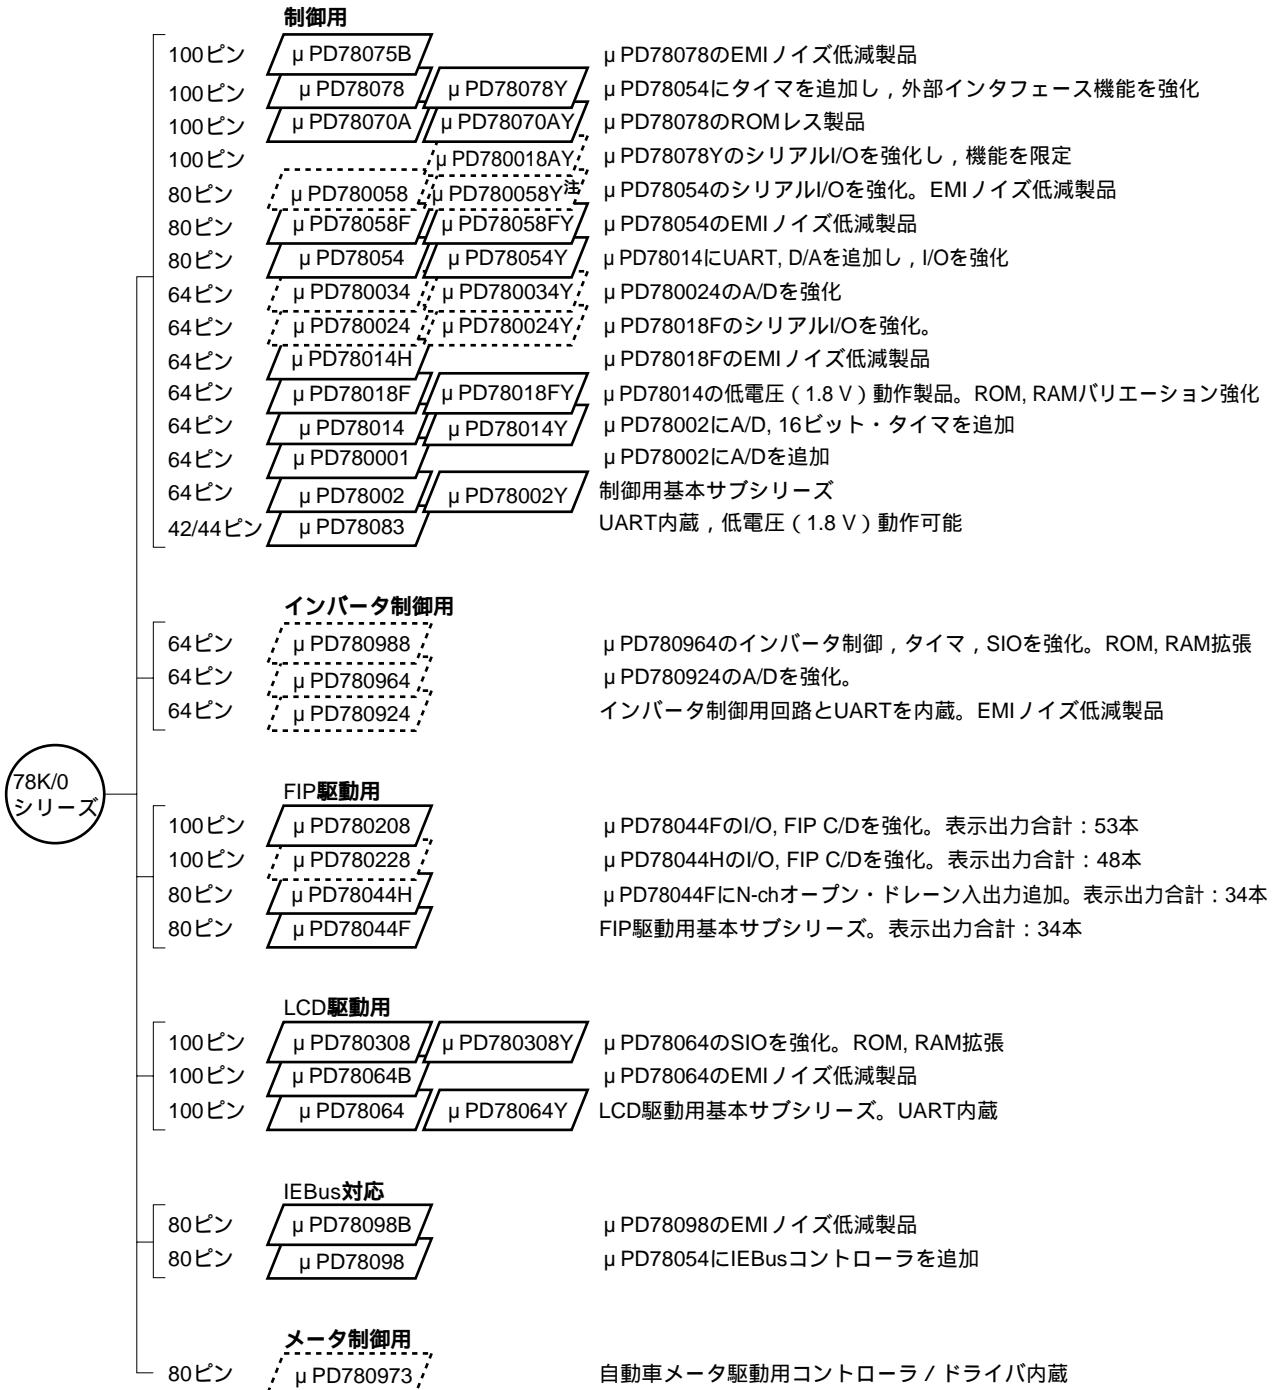 制御用
100ピン μPD78075B μPD78078のEMIノイズ低減製品
100ピン μPD78078 μPD78078Y μPD78054にタイマを追加し，外部インタフェース機能を強化
100ピン μPD78070A μPD78070AY μPD78078のROMレス製品
100ピン μPD780018AY μPD78078YのシリアルI/Oを強化し，機能を限定
80ピン μPD780058 μPD780058Y注 μPD78054のシリアルI/Oを強化。EMIノイズ低減製品
80ピン μPD78058F μPD78058FY μPD78054のEMIノイズ低減製品
80ピン μPD78054 μPD78054Y μPD78014にUART, D/Aを追加し，I/Oを強化
64ピン μPD780034 μPD780034Y μPD780024のA/Dを強化
64ピン μPD780024 μPD780024Y μPD78018FのシリアルI/Oを強化。
64ピン μPD78014H μPD78018FのEMIノイズ低減製品
64ピン μPD78018F μPD78018FY μPD78014の低電圧（1.8 V）動作製品。ROM, RAMバリエーション強化
64ピン μPD78014 μPD78014Y μPD78002にA/D, 16ビット・タイマを追加
64ピン μPD780001 μPD78002にA/Dを追加
64ピン μPD78002 μPD78002Y 制御用基本サブシリーズ
42/44ピン μPD78083 UART内蔵，低電圧（1.8 V）動作可能
インバータ制御用
64ピン μPD780988 μPD780964のインバータ制御，タイマ，SIOを強化。ROM, RAM拡張
64ピン μPD780964 μPD780924のA/Dを強化。
64ピン μPD780924 インバータ制御用回路とUARTを内蔵。EMIノイズ低減製品
78K/0
シリーズ
FIP駆動用
100ピン μPD780208 μPD78044FのI/O, FIP C/Dを強化。表示出力合計：53本
100ピン μPD780228 μPD78044HのI/O, FIP C/Dを強化。表示出力合計：48本
80ピン μPD78044H μPD78044FにN-chオープン・ドレーン入出力追加。表示出力合計：34本
80ピン μPD78044F FIP駆動用基本サブシリーズ。表示出力合計：34本
LCD駆動用
100ピン μPD780308 μPD780308Y μPD78064のSIOを強化。ROM, RAM拡張
100ピン μPD78064B μPD78064のEMIノイズ低減製品
100ピン μPD78064 μPD78064Y LCD駆動用基本サブシリーズ。UART内蔵
IEBus対応
80ピン μPD78098B μPD78098のEMIノイズ低減製品
80ピン μPD78098 μPD78054にIEBusコントローラを追加
メータ制御用
80ピン μPD780973 自動車メータ駆動用コントローラ／ドライバ内蔵